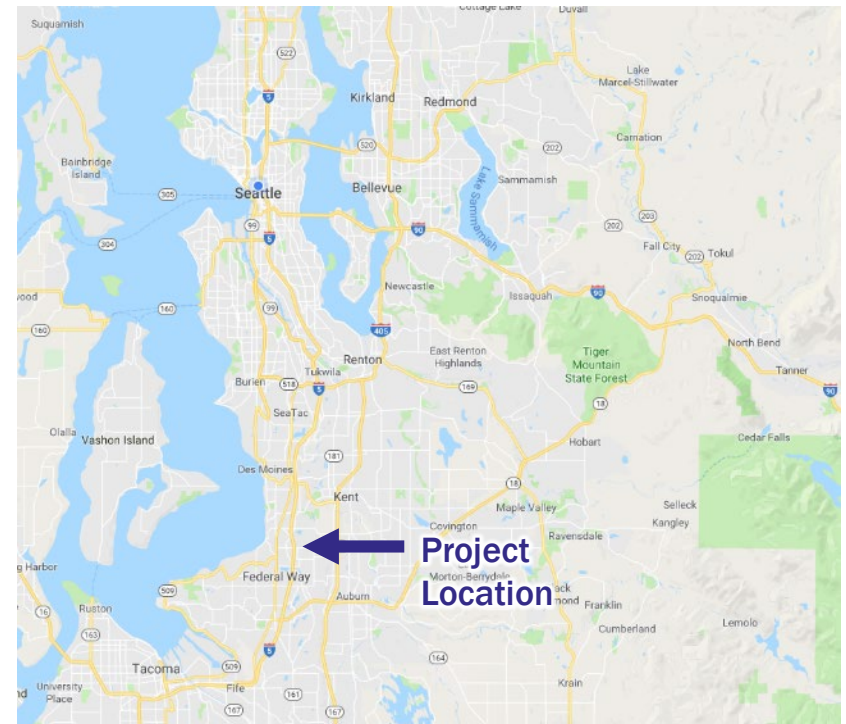 Cottage Lake
Duvall
Suquamish
522
5
Lake
Marcel-Stillwater
Kirkland
Redmond
Carnation
520
202
Bainbridge
Island
305
Seattle
Bellevue
Lake Sammamish
Sammamish
99
5
90
202
203
304
Fall City
202
Tokul
Newcastle
Issaquah
90
Snoqualmie
160
99
160
405
Renton
East Renton
Highlands
Tiger
Mountain
State Forest
North Bend
Tanner
90
Tukwila
Burien
518
5
169
18
SeaTac
Olalla
Vashon Island
Hobart
Cedar Falls
181
Des Moines
18
Kent
Maple Valley
Selleck
Kangley
Covington
Ravensdale
Project
Location
Federal Way
Morton-Berrydale
Harbor
509
Auburn
Franklin
16
Ruston
163
Cumberland
Lemolo
5
164
Tacoma
509
Fife
Krain
University
Place
161
167
167